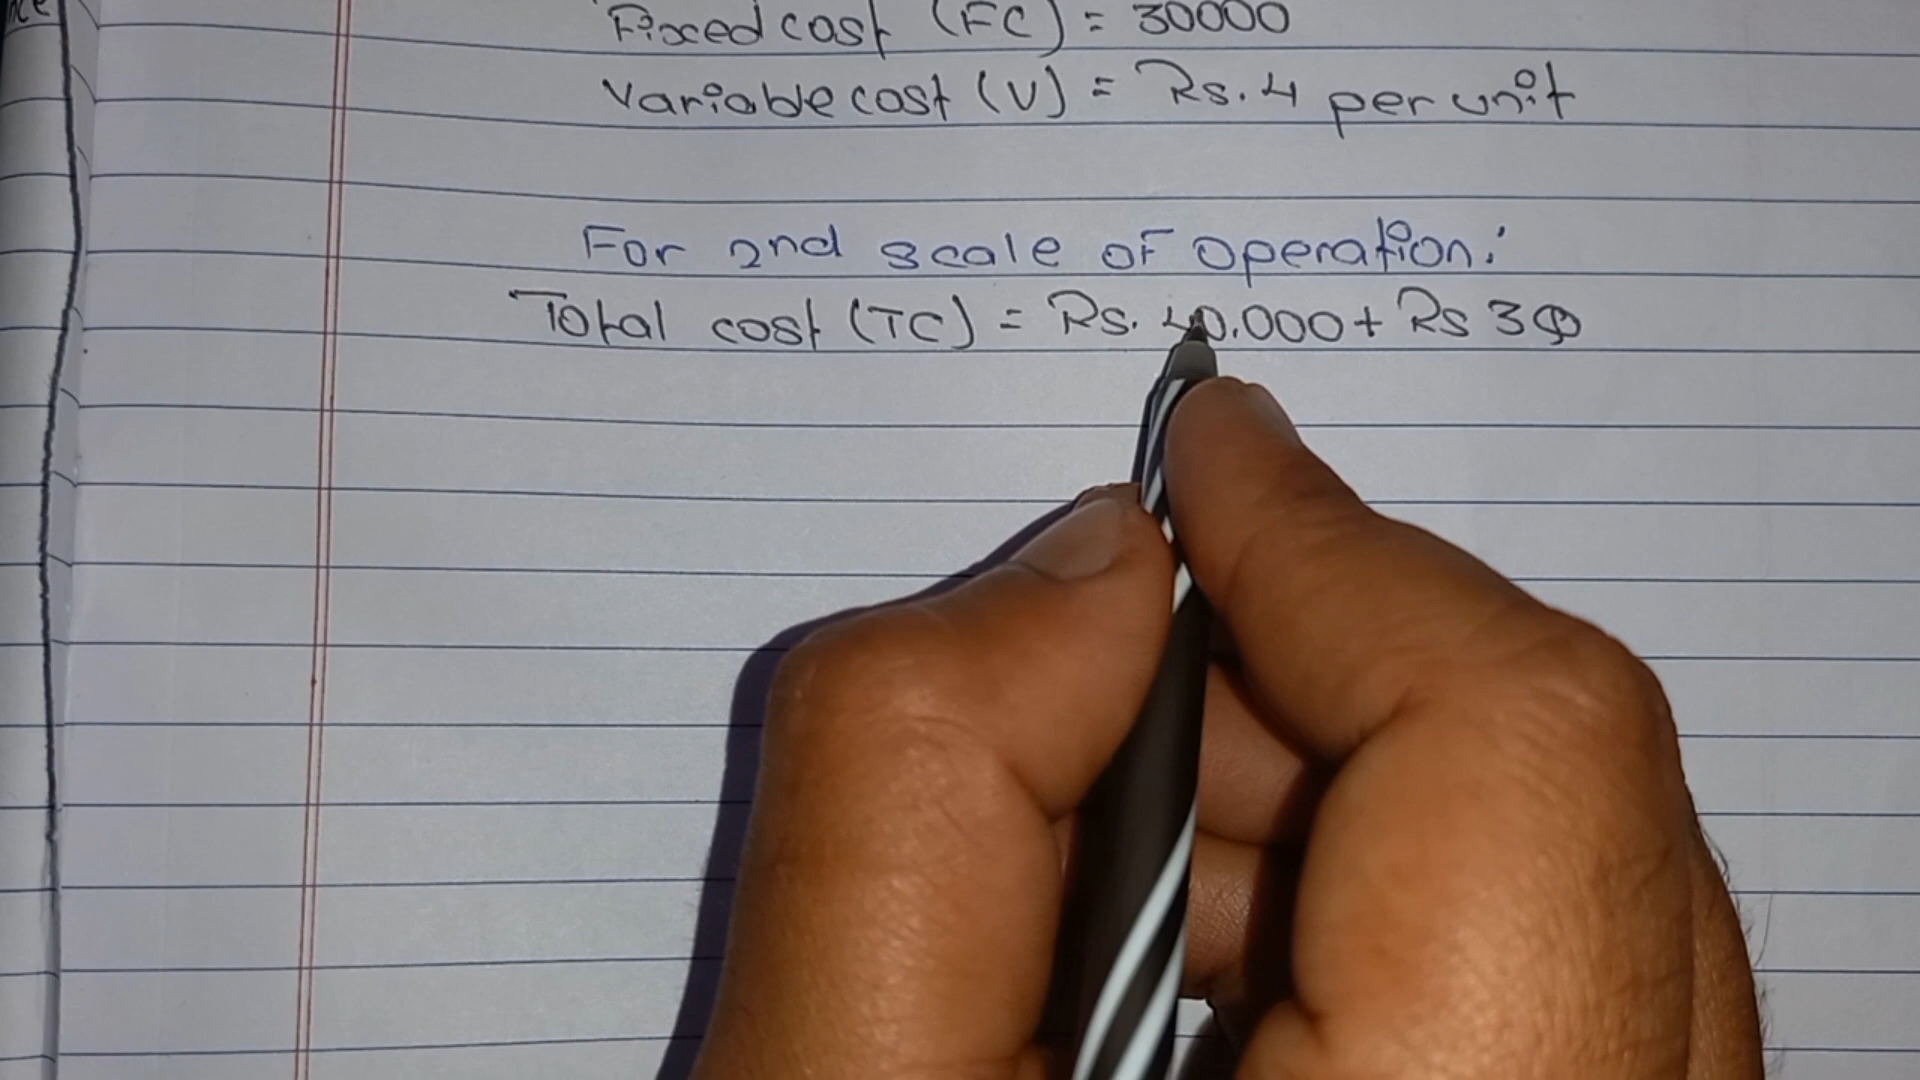 Fixed cost (FC) = 30000
Variable cost (V) = Rs. 4 per unit
For 2nd scale of operation:
Total cost (TC) = Rs. 40.000 + Rs 3Q